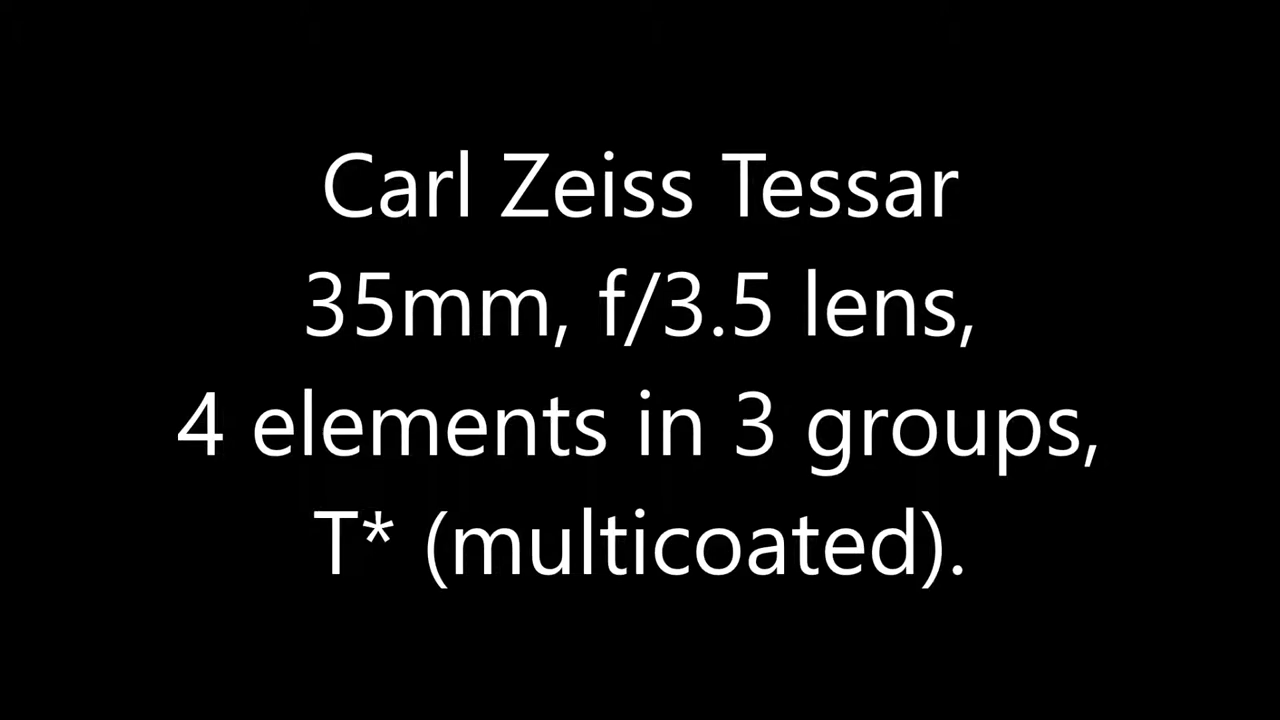 Carl Zeiss Tessar
35mm, f/3.5 lens,
4 elements in 3 groups,
T* (multicoated).